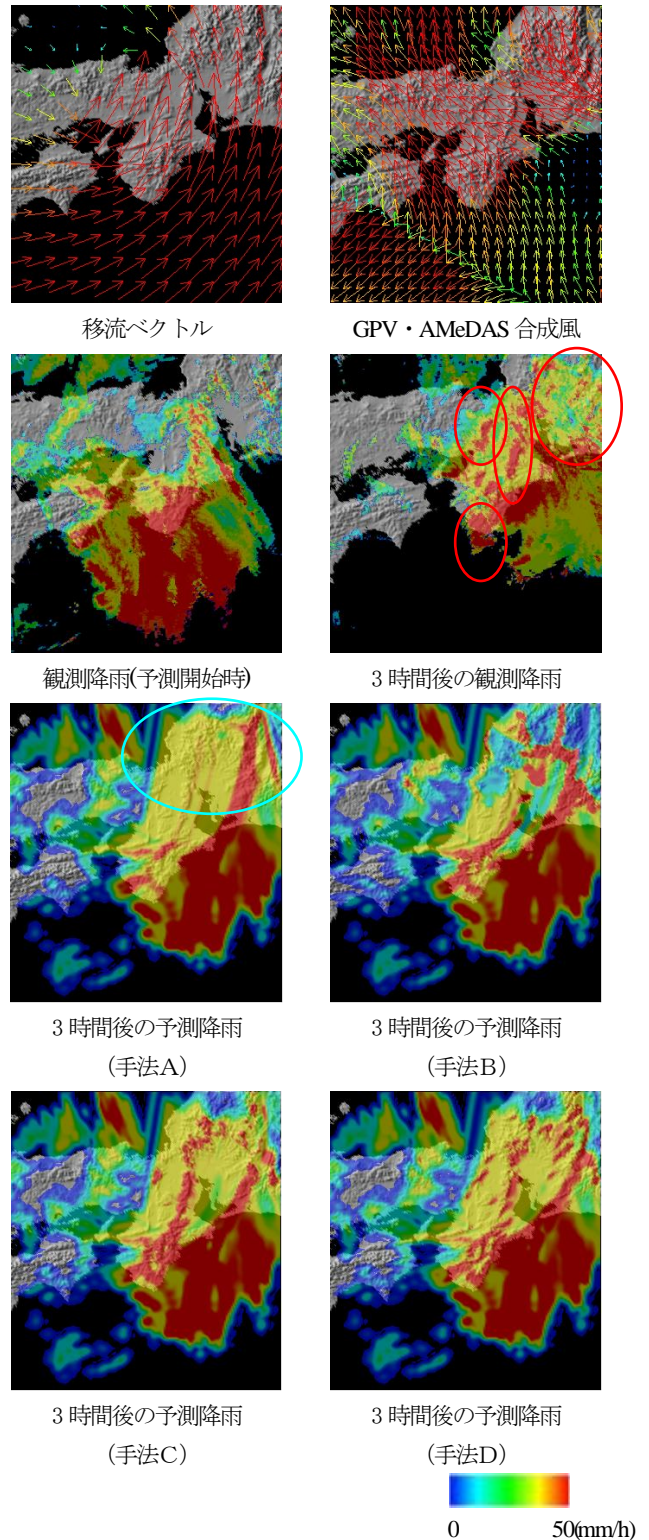 移流ベクトル
GPV・AMeDAS 合成風
観測降雨(予測開始時)
3 時間後の観測降雨
3 時間後の予測降雨
(手法A)
3 時間後の予測降雨
(手法B)
3 時間後の予測降雨
(手法C)
3 時間後の予測降雨
(手法D)
0
50(mm/h)